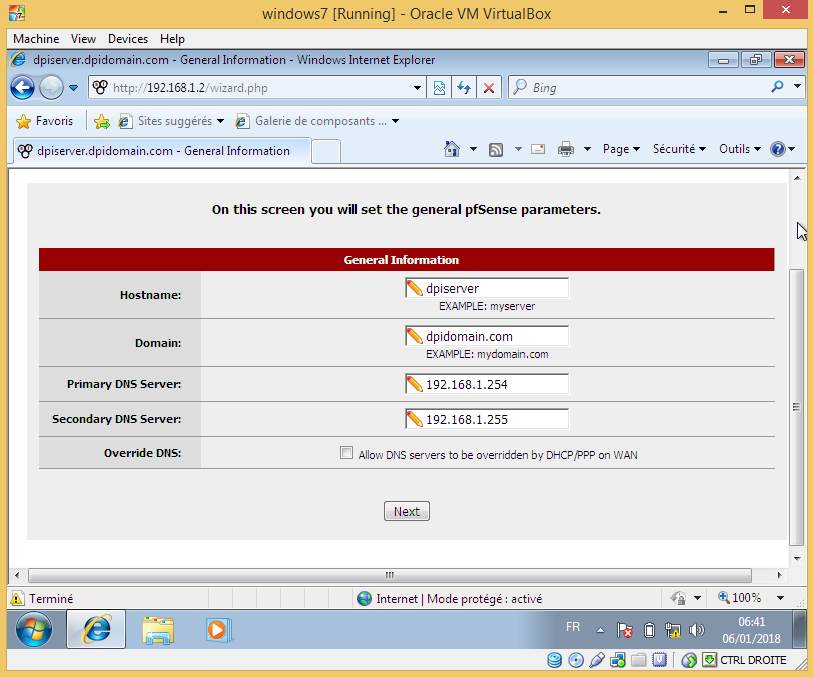 windows7 [Running] - Oracle VM VirtualBox
Machine View Devices Help
dpiserver.dpidomain.com - General Information - Windows Internet Explorer
http://192.168.1.2/wizard.php
Bing
Favoris
Sites suggérés
Galerie de composants ...
dpiserver.dpidomain.com - General Information
Page Sécurité Outils
On this screen you will set the general pfSense parameters.
General Information
Hostname: dpiserver
EXAMPLE: myserver
Domain: dpidomain.com
EXAMPLE: mydomain.com
Primary DNS Server: 192.168.1.254
Secondary DNS Server: 192.168.1.255
Override DNS: Allow DNS servers to be overridden by DHCP/PPP on WAN
Next
Terminé
Internet | Mode protégé : activé
100%
FR
06:41
06/01/2018
CTRL DROITE